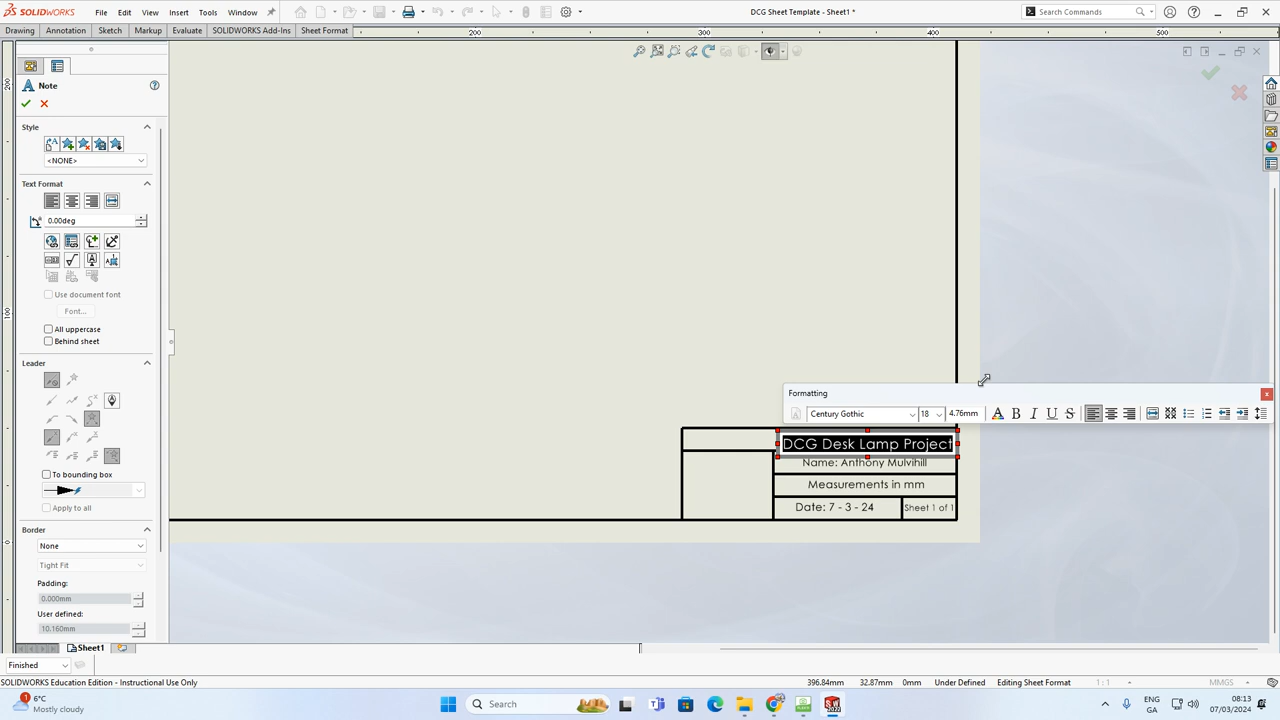 SOLIDWORKS
File Edit View Insert Tools Window
DCG Sheet Template - Sheet1 *
Search Commands
Drawing Annotation Sketch Markup Evaluate SOLIDWORKS Add-Ins Sheet Format
200 300 400 500
200
100
0
Note
Style
<NONE>
Text Format
0.00deg
Use document font
Font...
All uppercase
Behind sheet
Leader
To bounding box
Apply to all
Border
None
Tight Fit
Padding:
0.000mm
User defined:
10.160mm
Formatting
Century Gothic 18 4.76mm A B I U S
DCG Desk Lamp Project
Name: Anthony Mulvihill
Measurements in mm
Date: 7 - 3 - 24
Sheet 1 of 1
Sheet1
Finished
SOLIDWORKS Education Edition - Instructional Use Only
396.84mm 32.87mm 0mm Under Defined Editing Sheet Format 1 : 1 MMGS
1
6°C
Mostly cloudy
Search
ENG
GA
08:13
07/03/2024